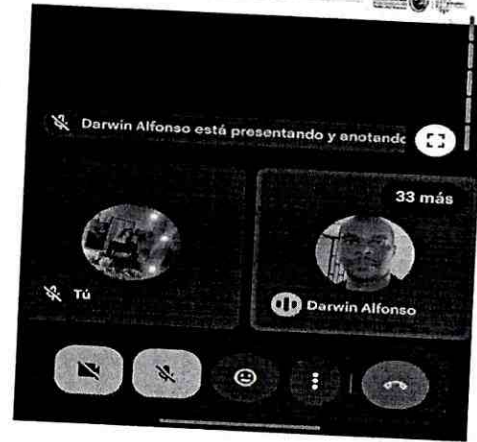 Darwin Alfonso está presentando y anotando
33 más
Tú
Darwin Alfonso